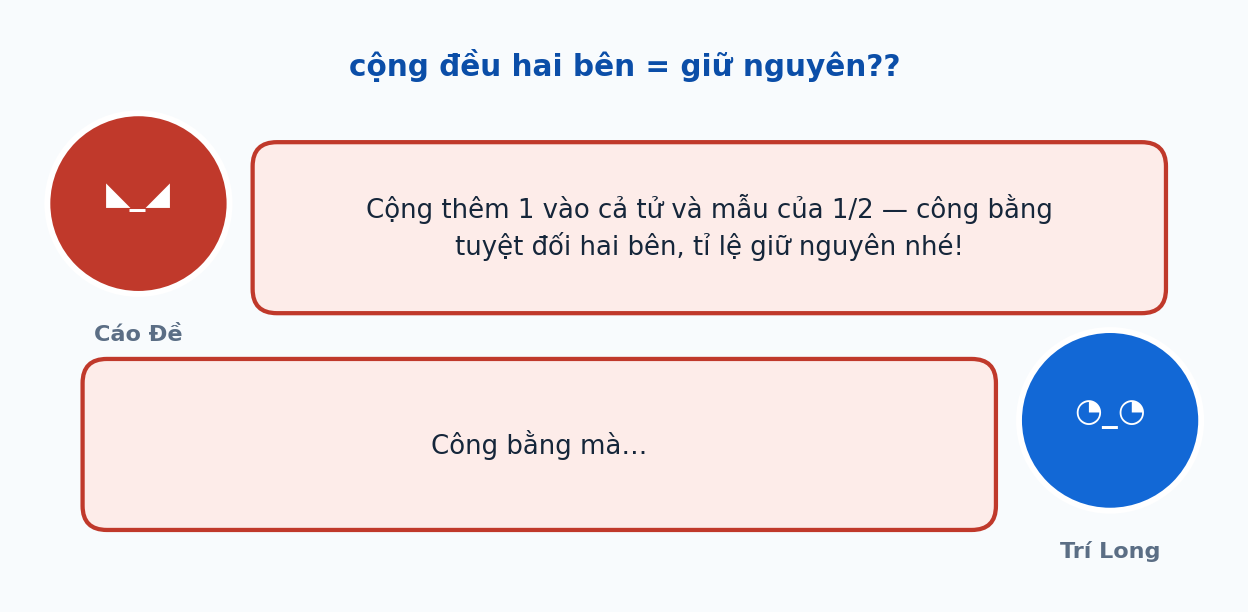 cộng đều hai bên = giữ nguyên??
Cộng thêm 1 vào cả tử và mẫu của 1/2 — công bằng
tuyệt đối hai bên, tỉ lệ giữ nguyên nhé!
Cáo Đề
Công bằng mà…
◔_◔
Trí Long